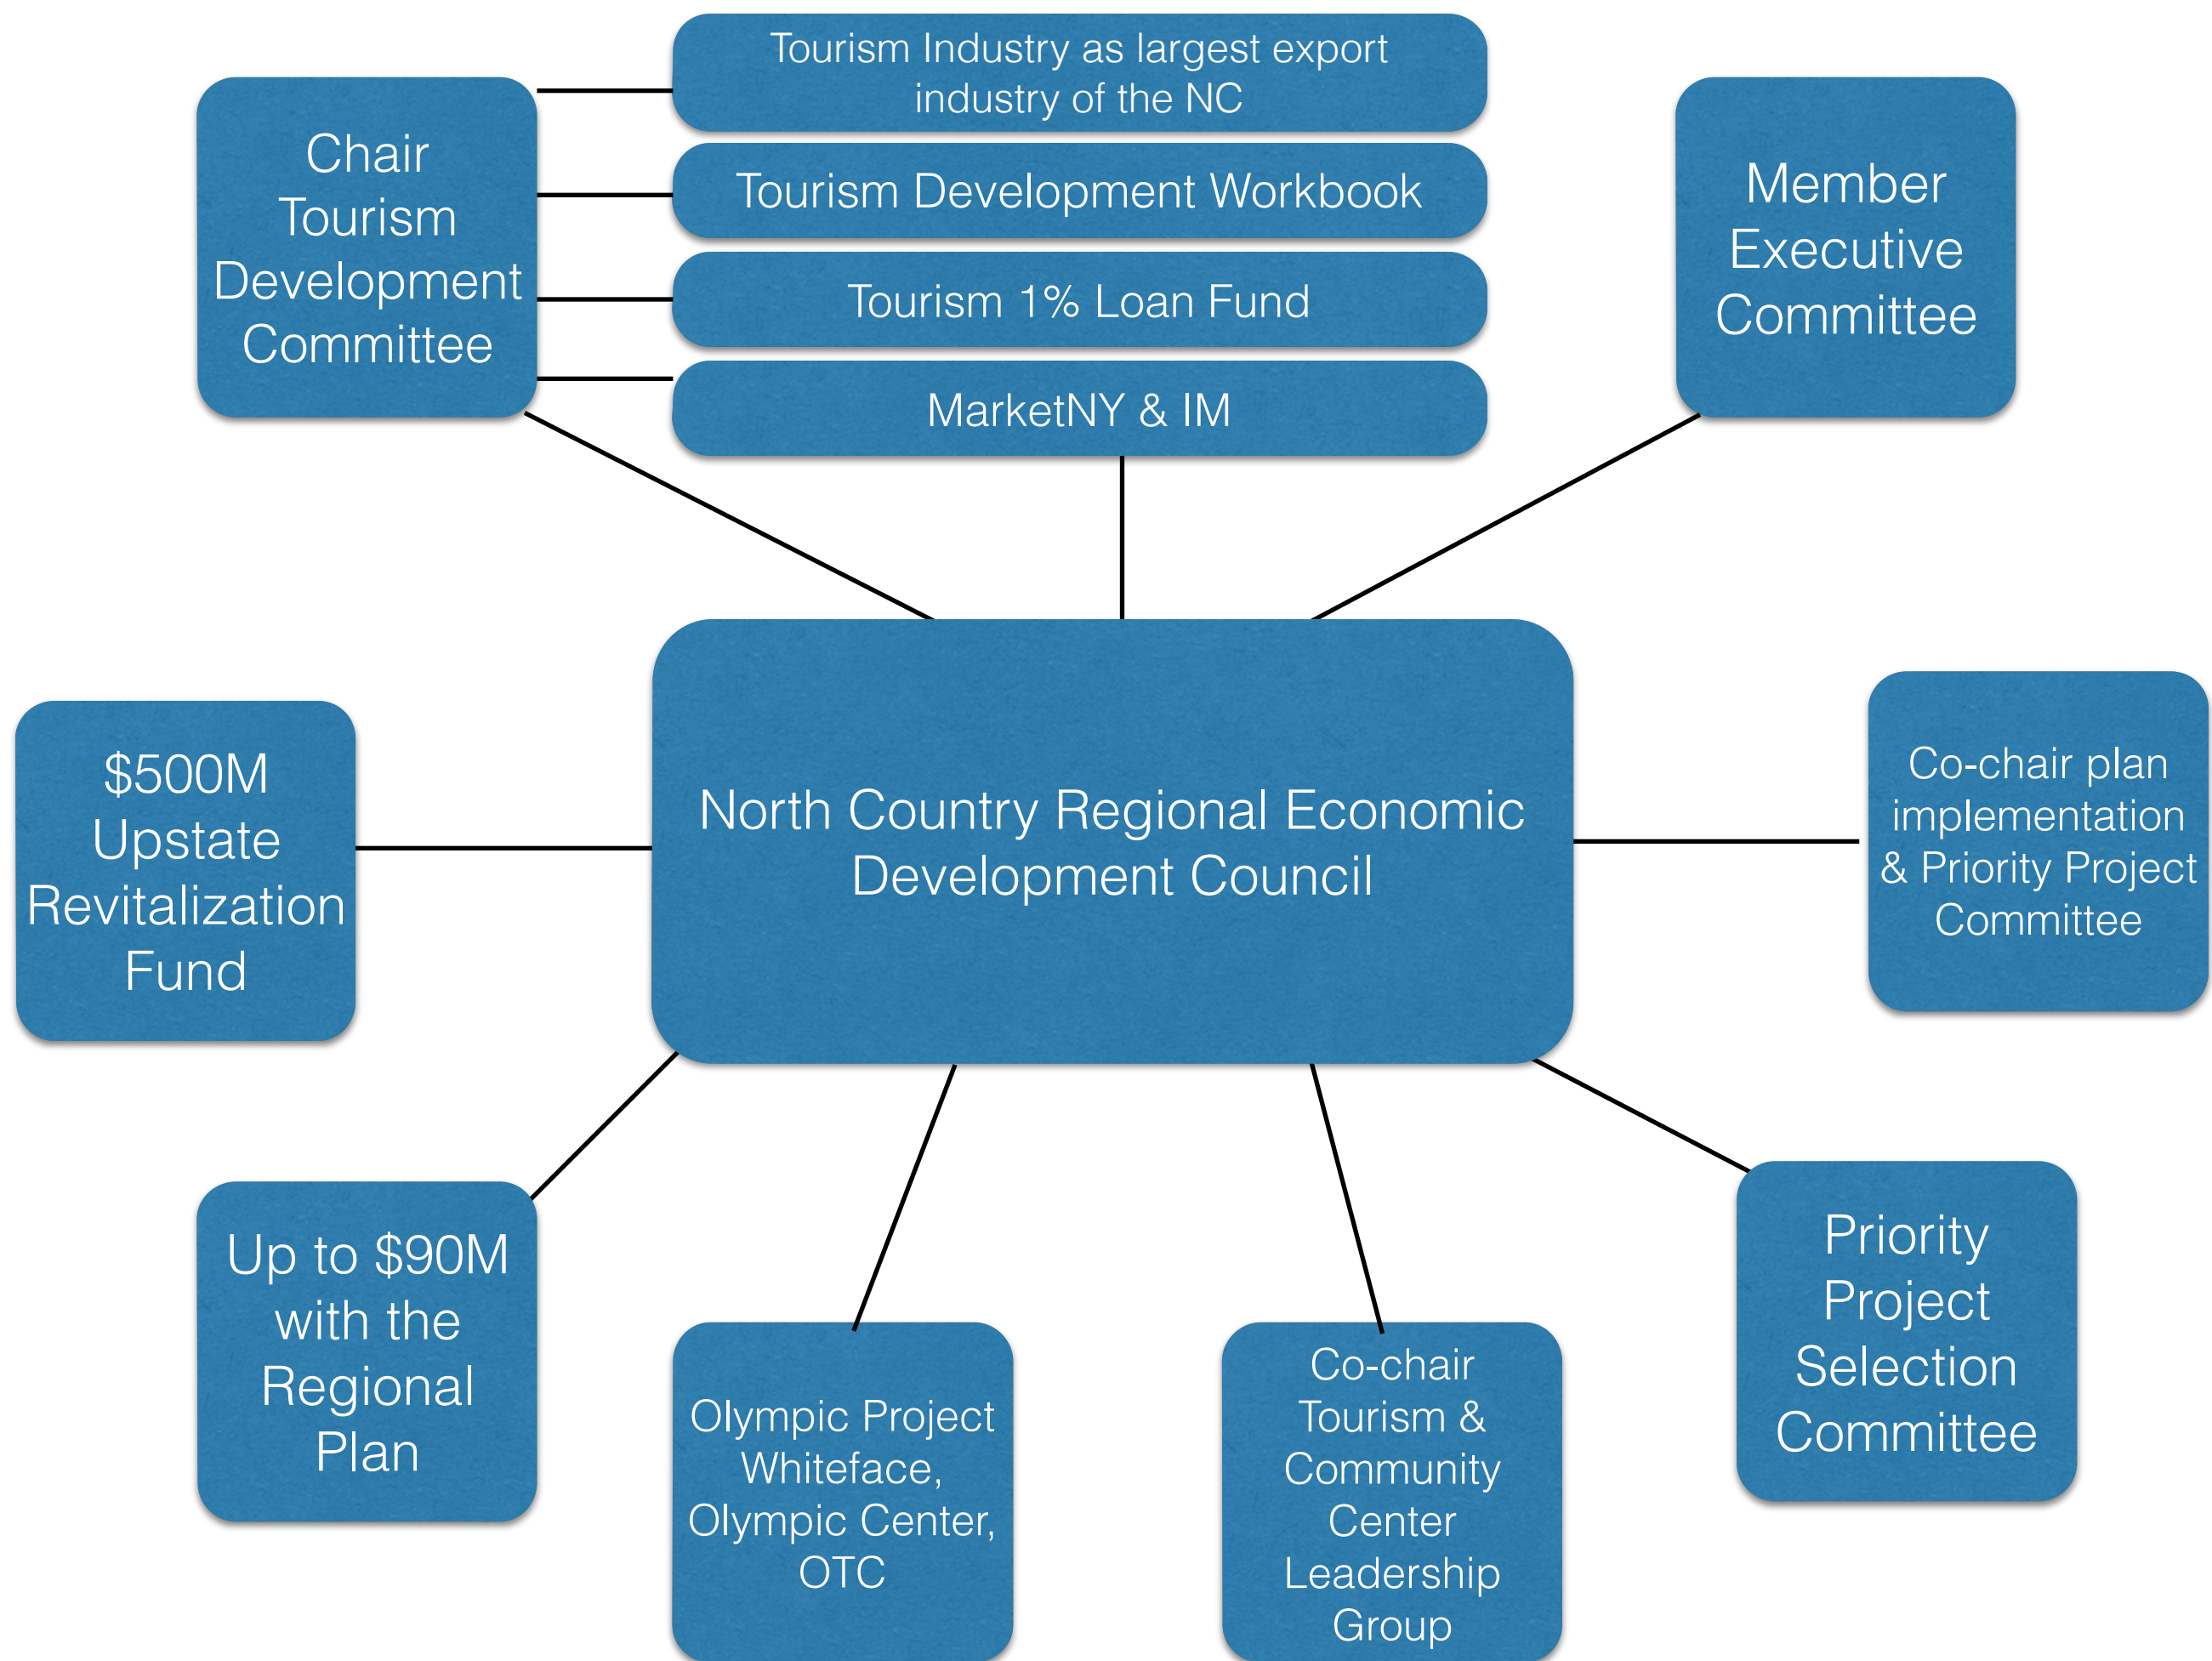 Tourism Industry as largest export
industry of the NC
Chair
Tourism
Development
Committee
Tourism Development Workbook
Tourism 1% Loan Fund
MarketNY & IM
Member
Executive
Committee
$500M
Upstate
Revitalization
Fund
North Country Regional Economic
Development Council
Co-chair plan
implementation
& Priority Project
Committee
Up to $90M
with the
Regional
Plan
Olympic Project
Whiteface,
Olympic Center,
OTC
Co-chair
Tourism &
Community
Center
Leadership
Group
Priority
Project
Selection
Committee